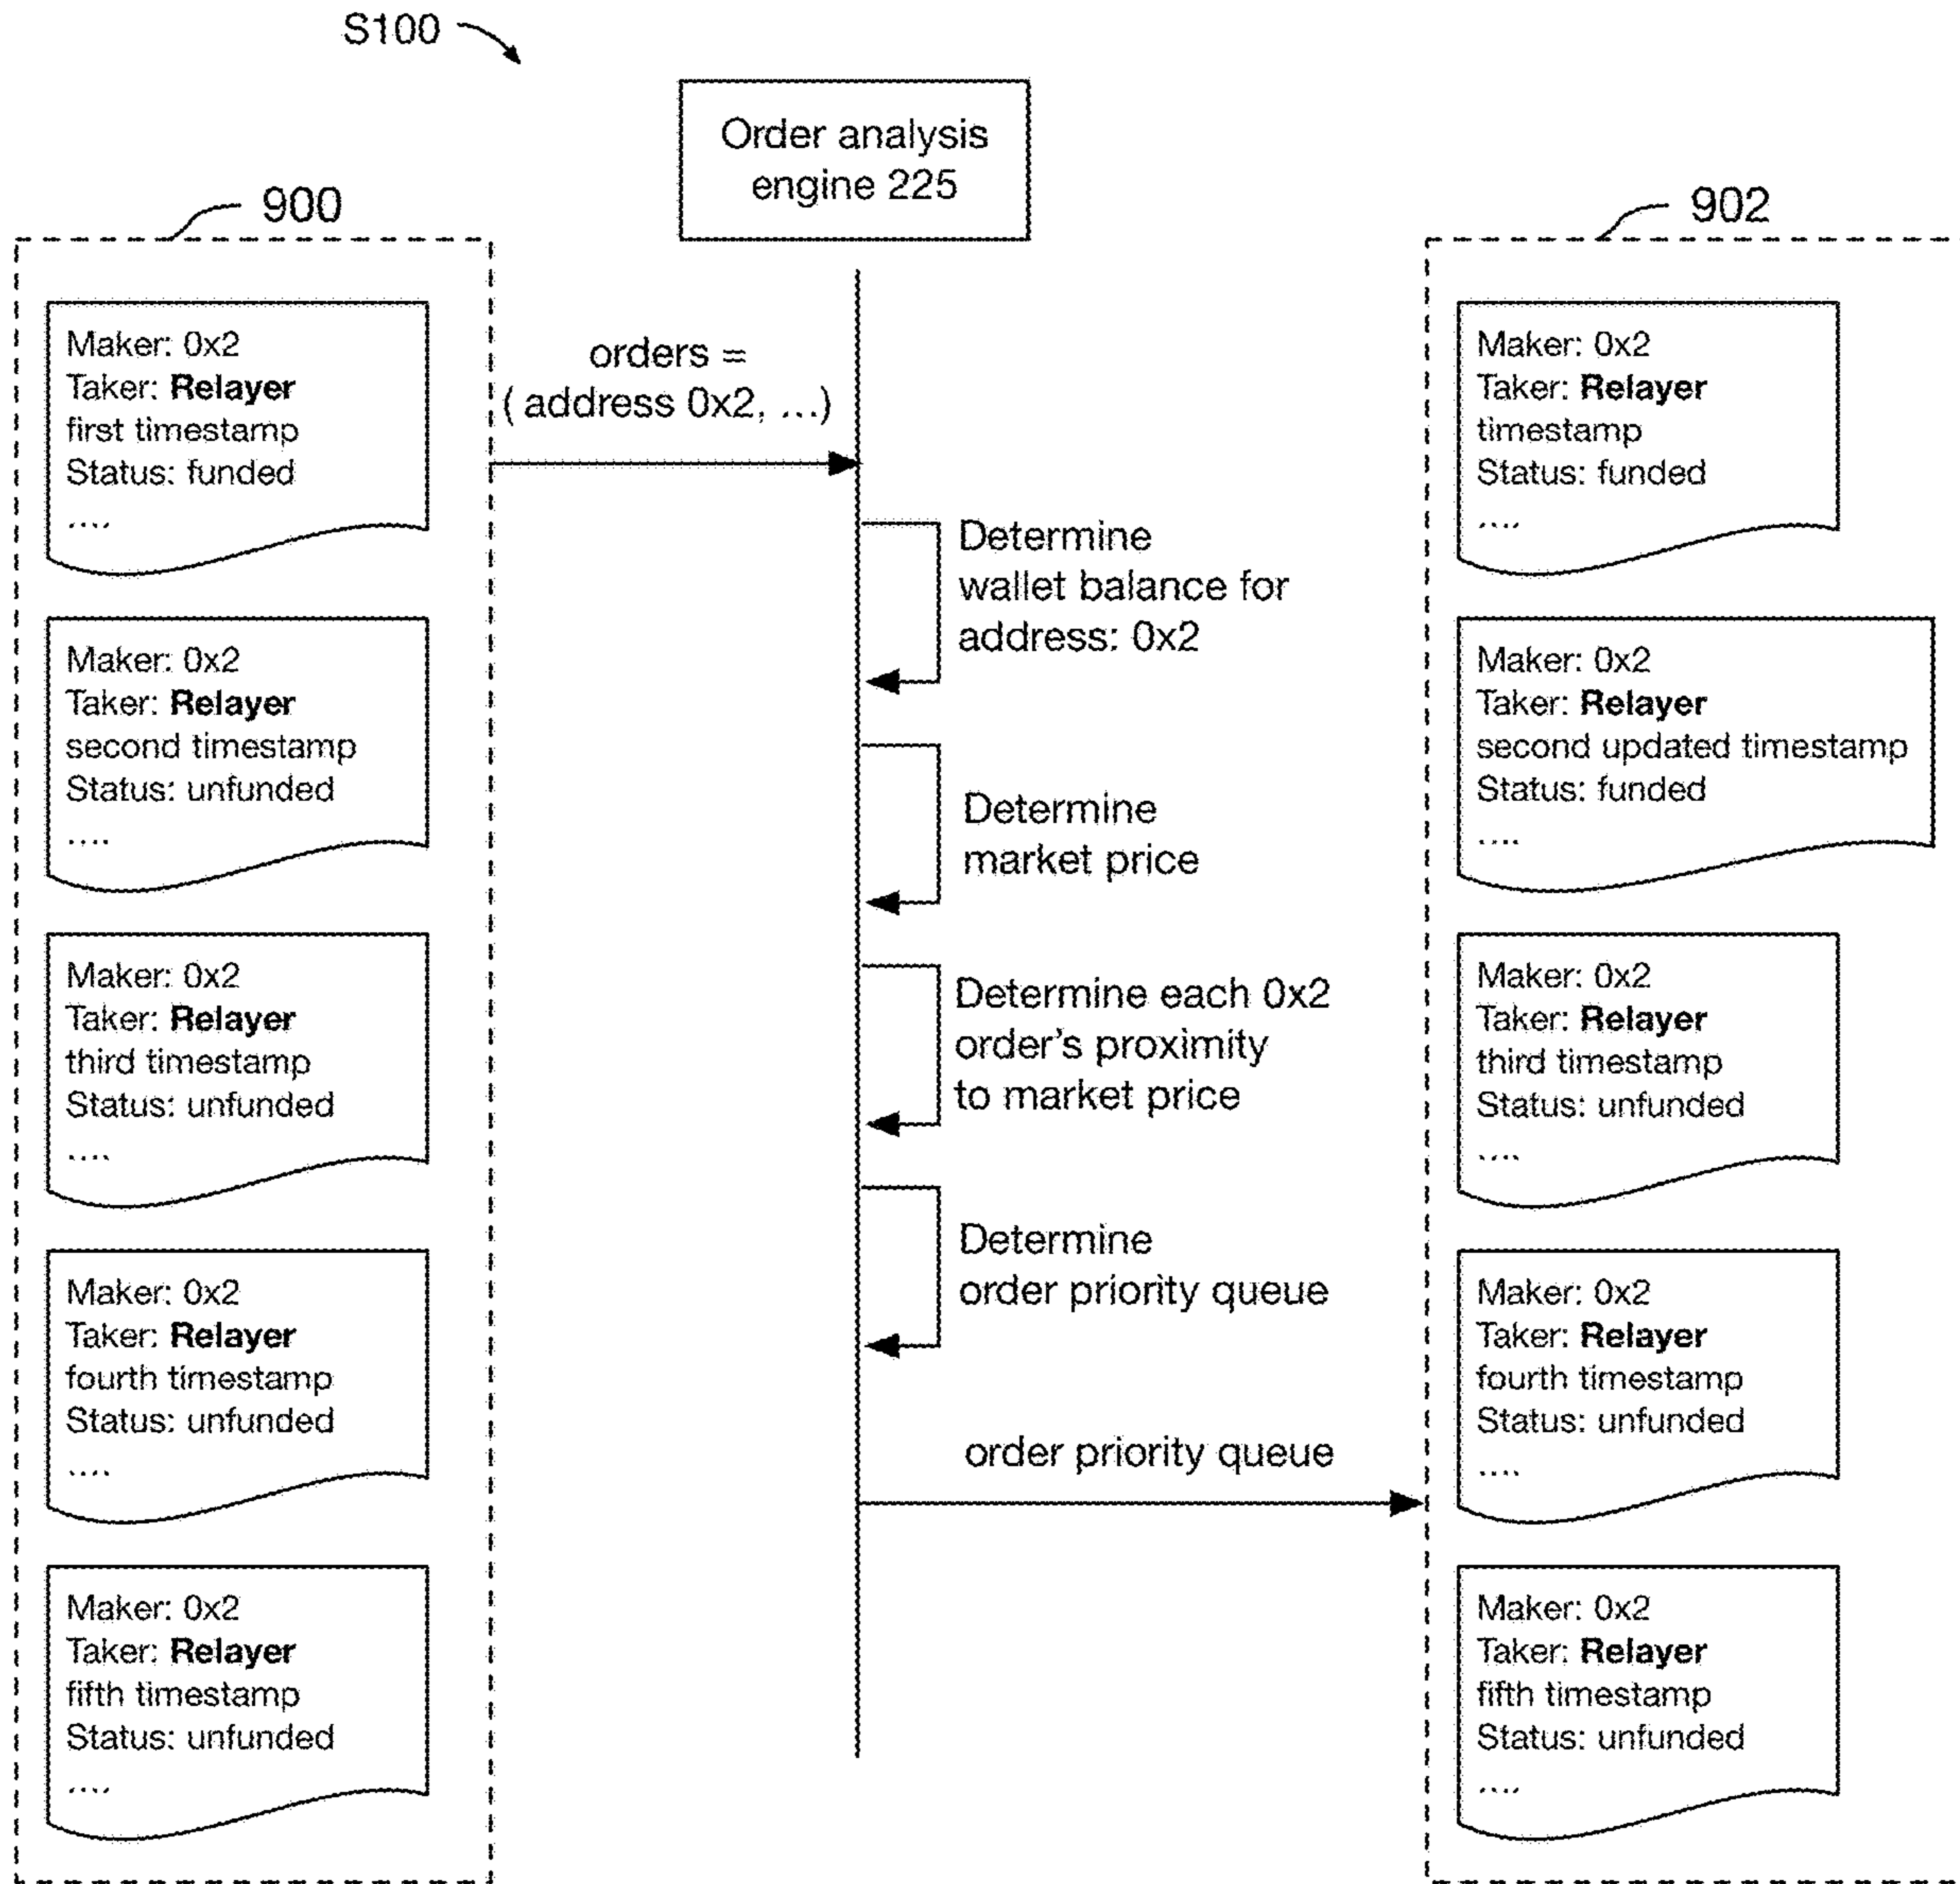 S100
Order analysis
engine 225
900
Maker: 0x2
Taker: Relayer
first timestamp
Status: funded
....
Maker: 0x2
Taker: Relayer
second timestamp
Status: unfunded
....
Maker: 0x2
Taker: Relayer
third timestamp
Status: unfunded
....
Maker: 0x2
Taker: Relayer
fourth timestamp
Status: unfunded
....
Maker: 0x2
Taker: Relayer
fifth timestamp
Status: unfunded
....
orders =
( address 0x2, ...)
Determine
wallet balance for
address: 0x2
Determine
market price
Determine each 0x2
order's proximity
to market price
Determine
order priority queue
order priority queue
902
Maker: 0x2
Taker: Relayer
timestamp
Status: funded
....
Maker: 0x2
Taker: Relayer
second updated timestamp
Status: funded
....
Maker: 0x2
Taker: Relayer
third timestamp
Status: unfunded
....
Maker: 0x2
Taker: Relayer
fourth timestamp
Status: unfunded
....
Maker: 0x2
Taker: Relayer
fifth timestamp
Status: unfunded
....